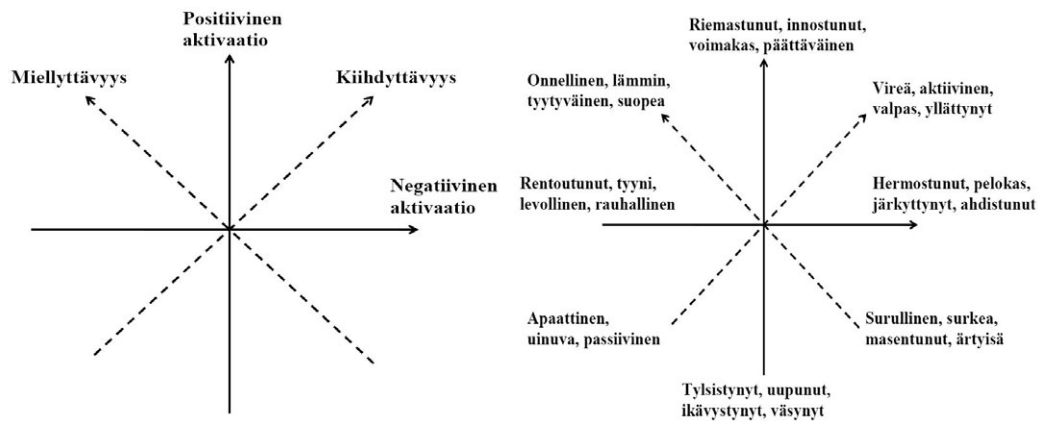 Positiivinen
aktivaatio
Miellyttävyys
Kiihdyttävyys
Negatiivinen
aktivaatio
Riemastunut, innostunut,
voimakas, päättäväinen
Onnellinen, lämmin,
tyytyväinen, suopea
Vireä, aktiivinen,
valpas, yllättynyt
Rentoutunut, tyyni,
levollinen, rauhallinen
Hermostunut, pelokas,
järkyttynyt, ahdistunut
Apaattinen,
uinuva, passiivinen
Surullinen, surkea,
masentunut, ärtyisä
Tylsistynyt, uupunut,
ikävystynyt, väsynyt